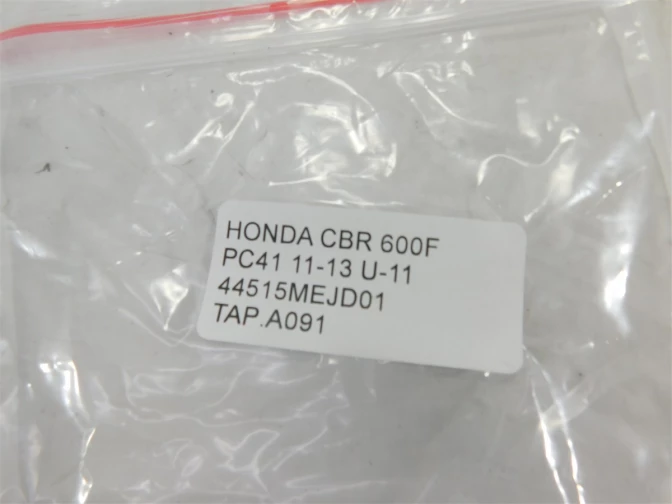 HONDA CBR 600F
PC41 11-13 U-11
44515MEJD01
TAP.A091